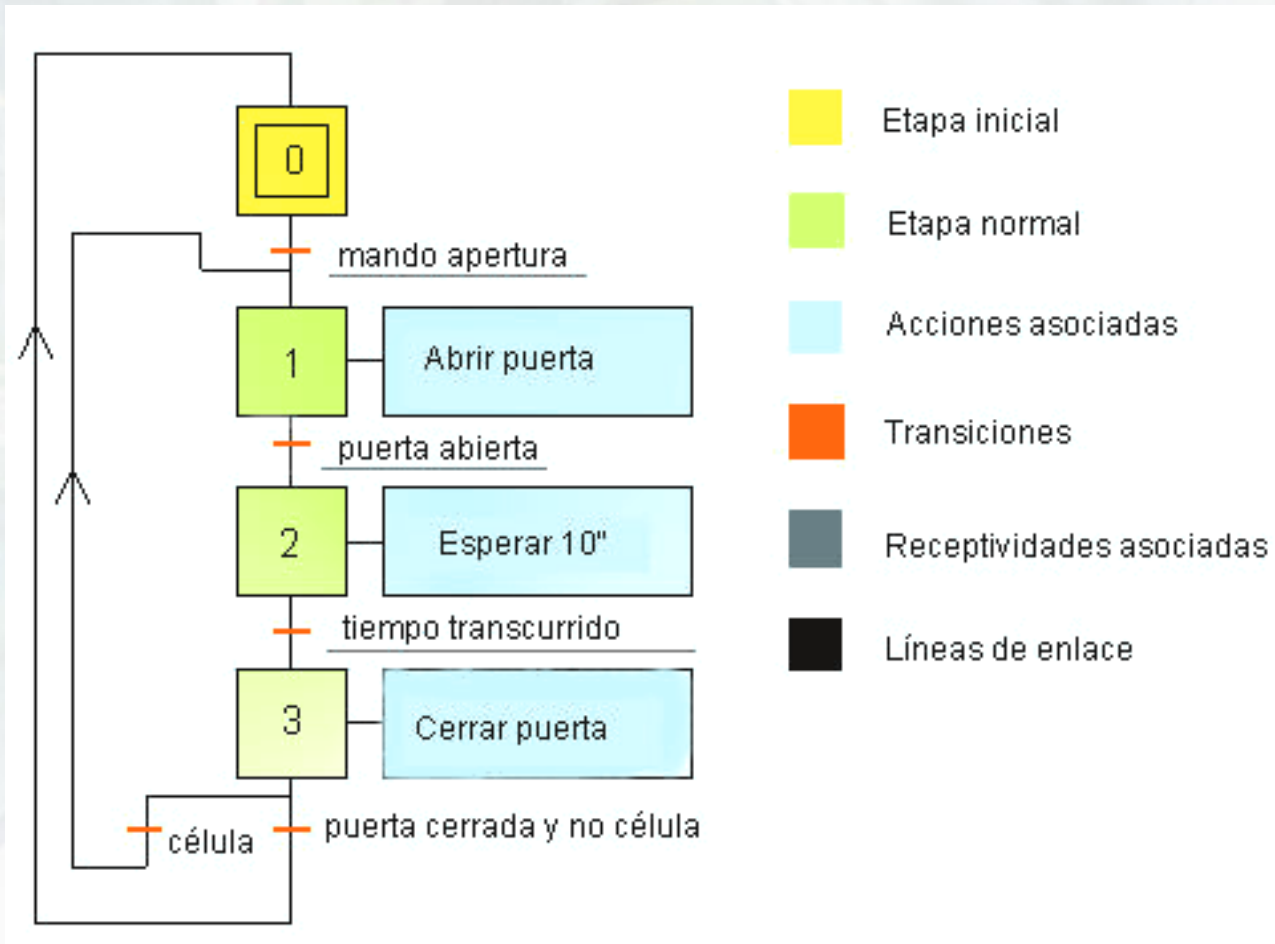 0
mando apertura
1
Abrir puerta
puerta abierta
2
Esperar 10"
tiempo transcurrido
3
Cerrar puerta
célula
puerta cerrada y no célula
Etapa inicial
Etapa normal
Acciones asociadas
Transiciones
Receptividades asociadas
Líneas de enlace